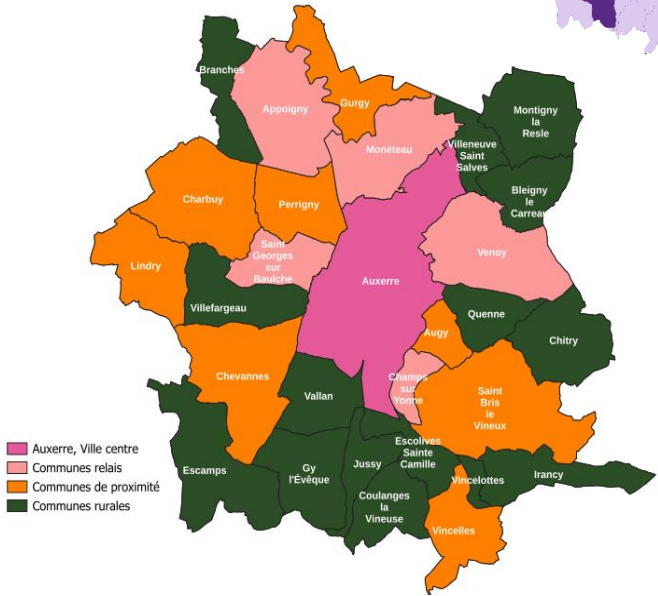 Branches
Appoigny
Gurgy
Montigny
la
Resle
Monéteau
Villeneuve
Saint
Salves
Bleigny
le
Carreau
Charbuy
Perrigny
Saint
Georges
sur
Baulche
Venoy
Lindry
Auxerre
Villefargeau
Quenne
Augy
Chitry
Chevannes
Champs
sur
Yonne
Vallan
Saint
Bris
le
Vineux
Escolives
Sainte
Camille
Escamps
Gy
l'Évêque
Jussy
Vincelottes
Irancy
Coulanges
la
Vineuse
Vincelles
Auxerre, Ville centre
Communes relais
Communes de proximité
Communes rurales